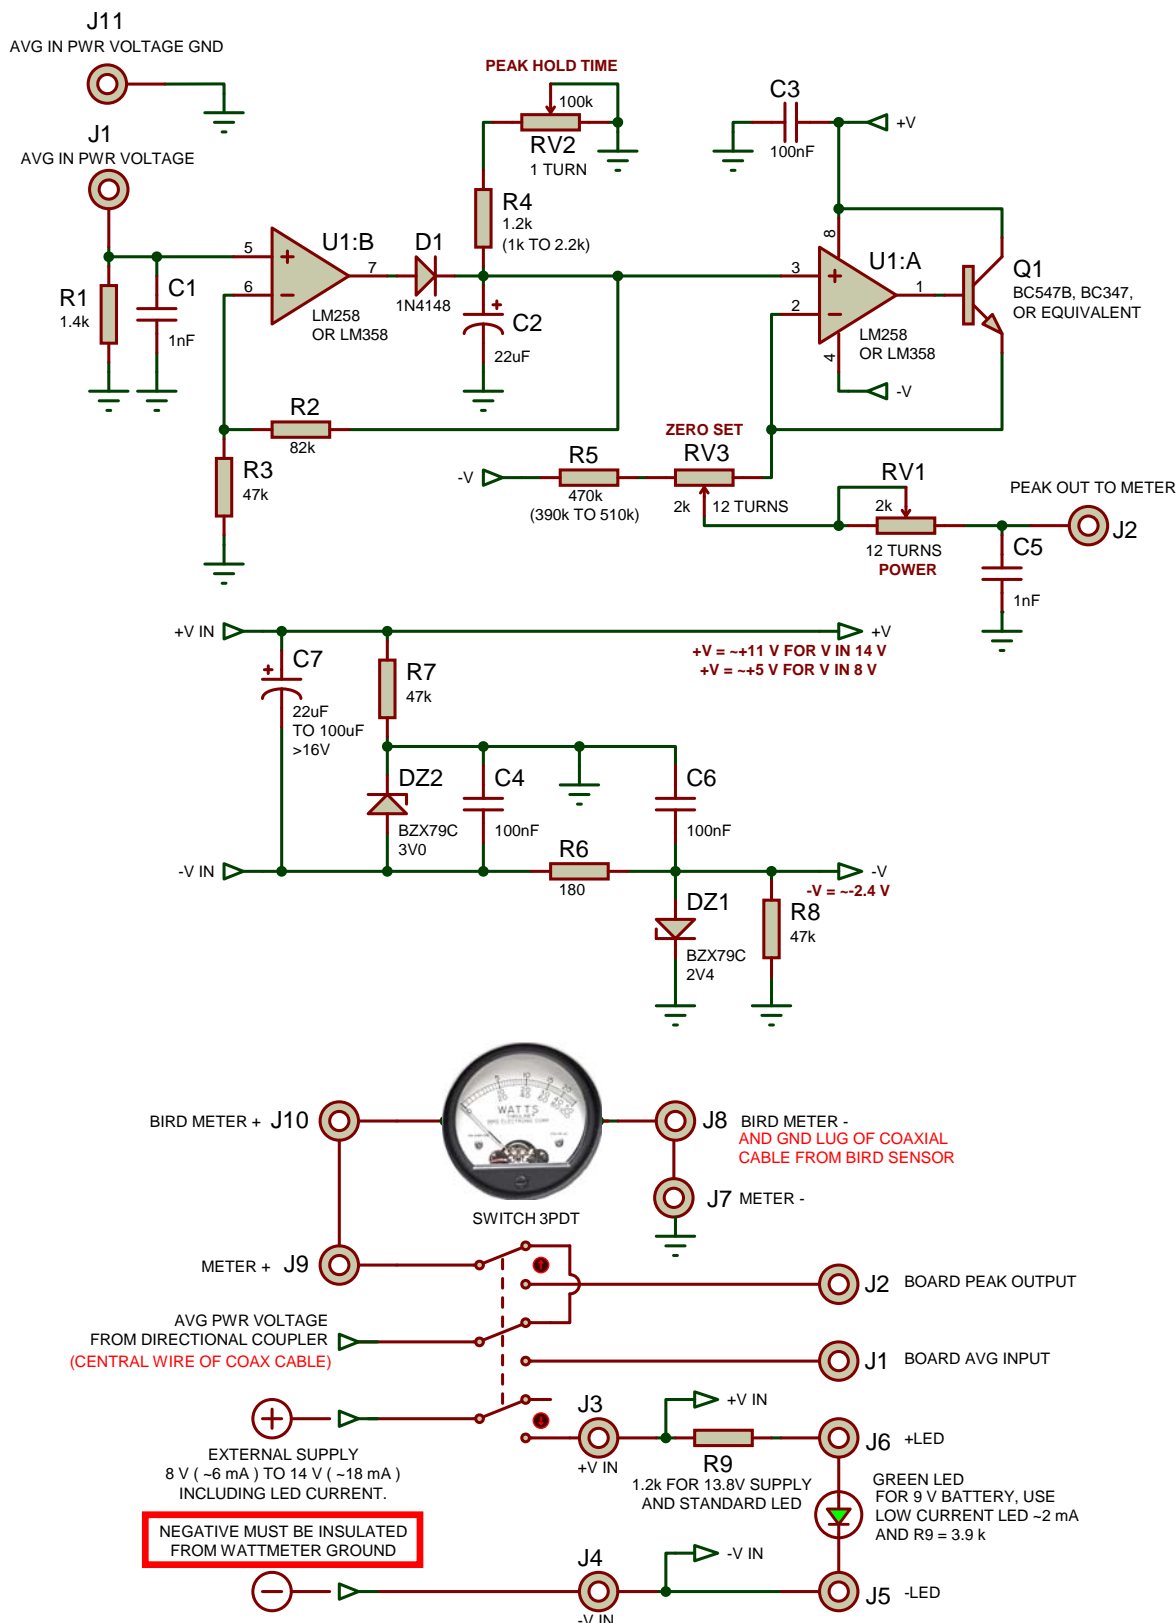 J11
AVG IN PWR VOLTAGE GND
J1
AVG IN PWR VOLTAGE
PEAK HOLD TIME
100k
RV2
1 TURN
C3
100nF
+V
R4
1.2k
(1k TO 2.2k)
R1
1.4k
C1
1nF
5
6
7
U1:B
LM258
OR LM358
D1
1N4148
C2
22uF
3
2
8
4
1
U1:A
LM258
OR LM358
-V
Q1
BC547B, BC347,
OR EQUIVALENT
R2
82k
R3
47k
-V
R5
470k
(390k TO 510k)
ZERO SET
RV3
2k
12 TURNS
RV1
2k
12 TURNS
POWER
PEAK OUT TO METER
J2
C5
1nF
+V IN
+V
+V = ~+11 V FOR V IN 14 V
+V = ~+5 V FOR V IN 8 V
C7
22uF
TO 100uF
>16V
R7
47k
DZ2
BZX79C
3V0
C4
100nF
C6
100nF
-V IN
R6
180
-V
-V = ~-2.4 V
DZ1
BZX79C
2V4
R8
47k
WATTS
BIRD METER + J10
J8 BIRD METER -
AND GND LUG OF COAXIAL
CABLE FROM BIRD SENSOR
J7 METER -
SWITCH 3PDT
METER + J9
J2 BOARD PEAK OUTPUT
AVG PWR VOLTAGE
FROM DIRECTIONAL COUPLER
(CENTRAL WIRE OF COAX CABLE)
J1 BOARD AVG INPUT
EXTERNAL SUPPLY
8 V ( ~6 mA ) TO 14 V ( ~18 mA )
INCLUDING LED CURRENT.
J3
+V IN
+V IN
R9
1.2k FOR 13.8V SUPPLY
AND STANDARD LED
J6 +LED
GREEN LED
FOR 9 V BATTERY, USE
LOW CURRENT LED ~2 mA
AND R9 = 3.9 k
NEGATIVE MUST BE INSULATED
FROM WATTMETER GROUND
J4
-V IN
-V IN
J5 -LED